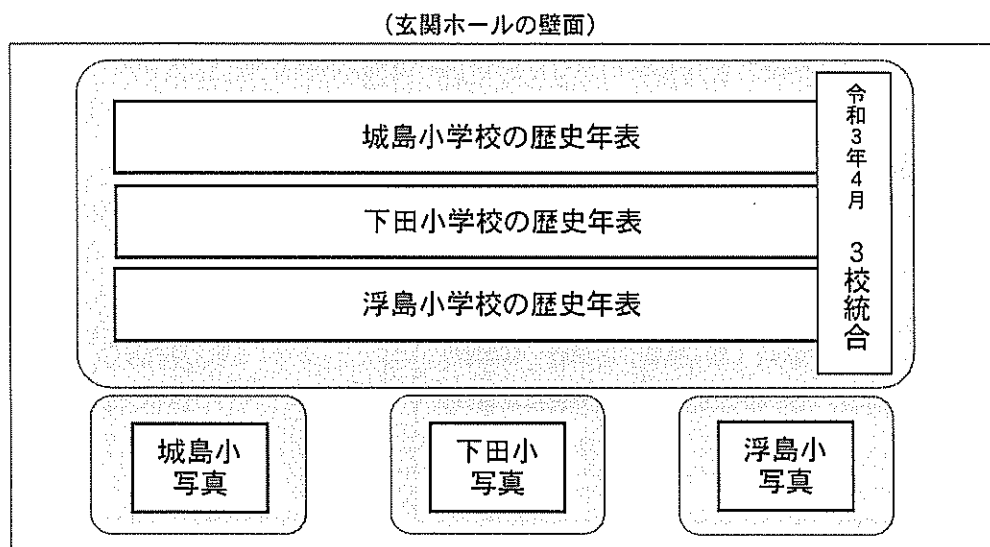 （玄関ホールの壁面）
城島小学校の歴史年表
下田小学校の歴史年表
浮島小学校の歴史年表
令和3年4月　3校統合
城島小
写真
下田小
写真
浮島小
写真